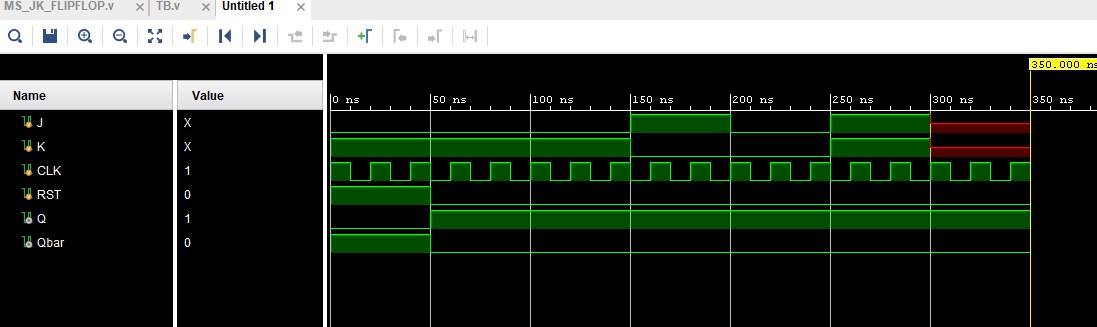 MS_JK_FLIPFLOP.v × TB.v × Untitled 1 ×
350.000 ns
Name Value
0 ns 50 ns 100 ns 150 ns 200 ns 250 ns 300 ns 350 ns
J X
K X
CLK 1
RST 0
Q 1
Qbar 0